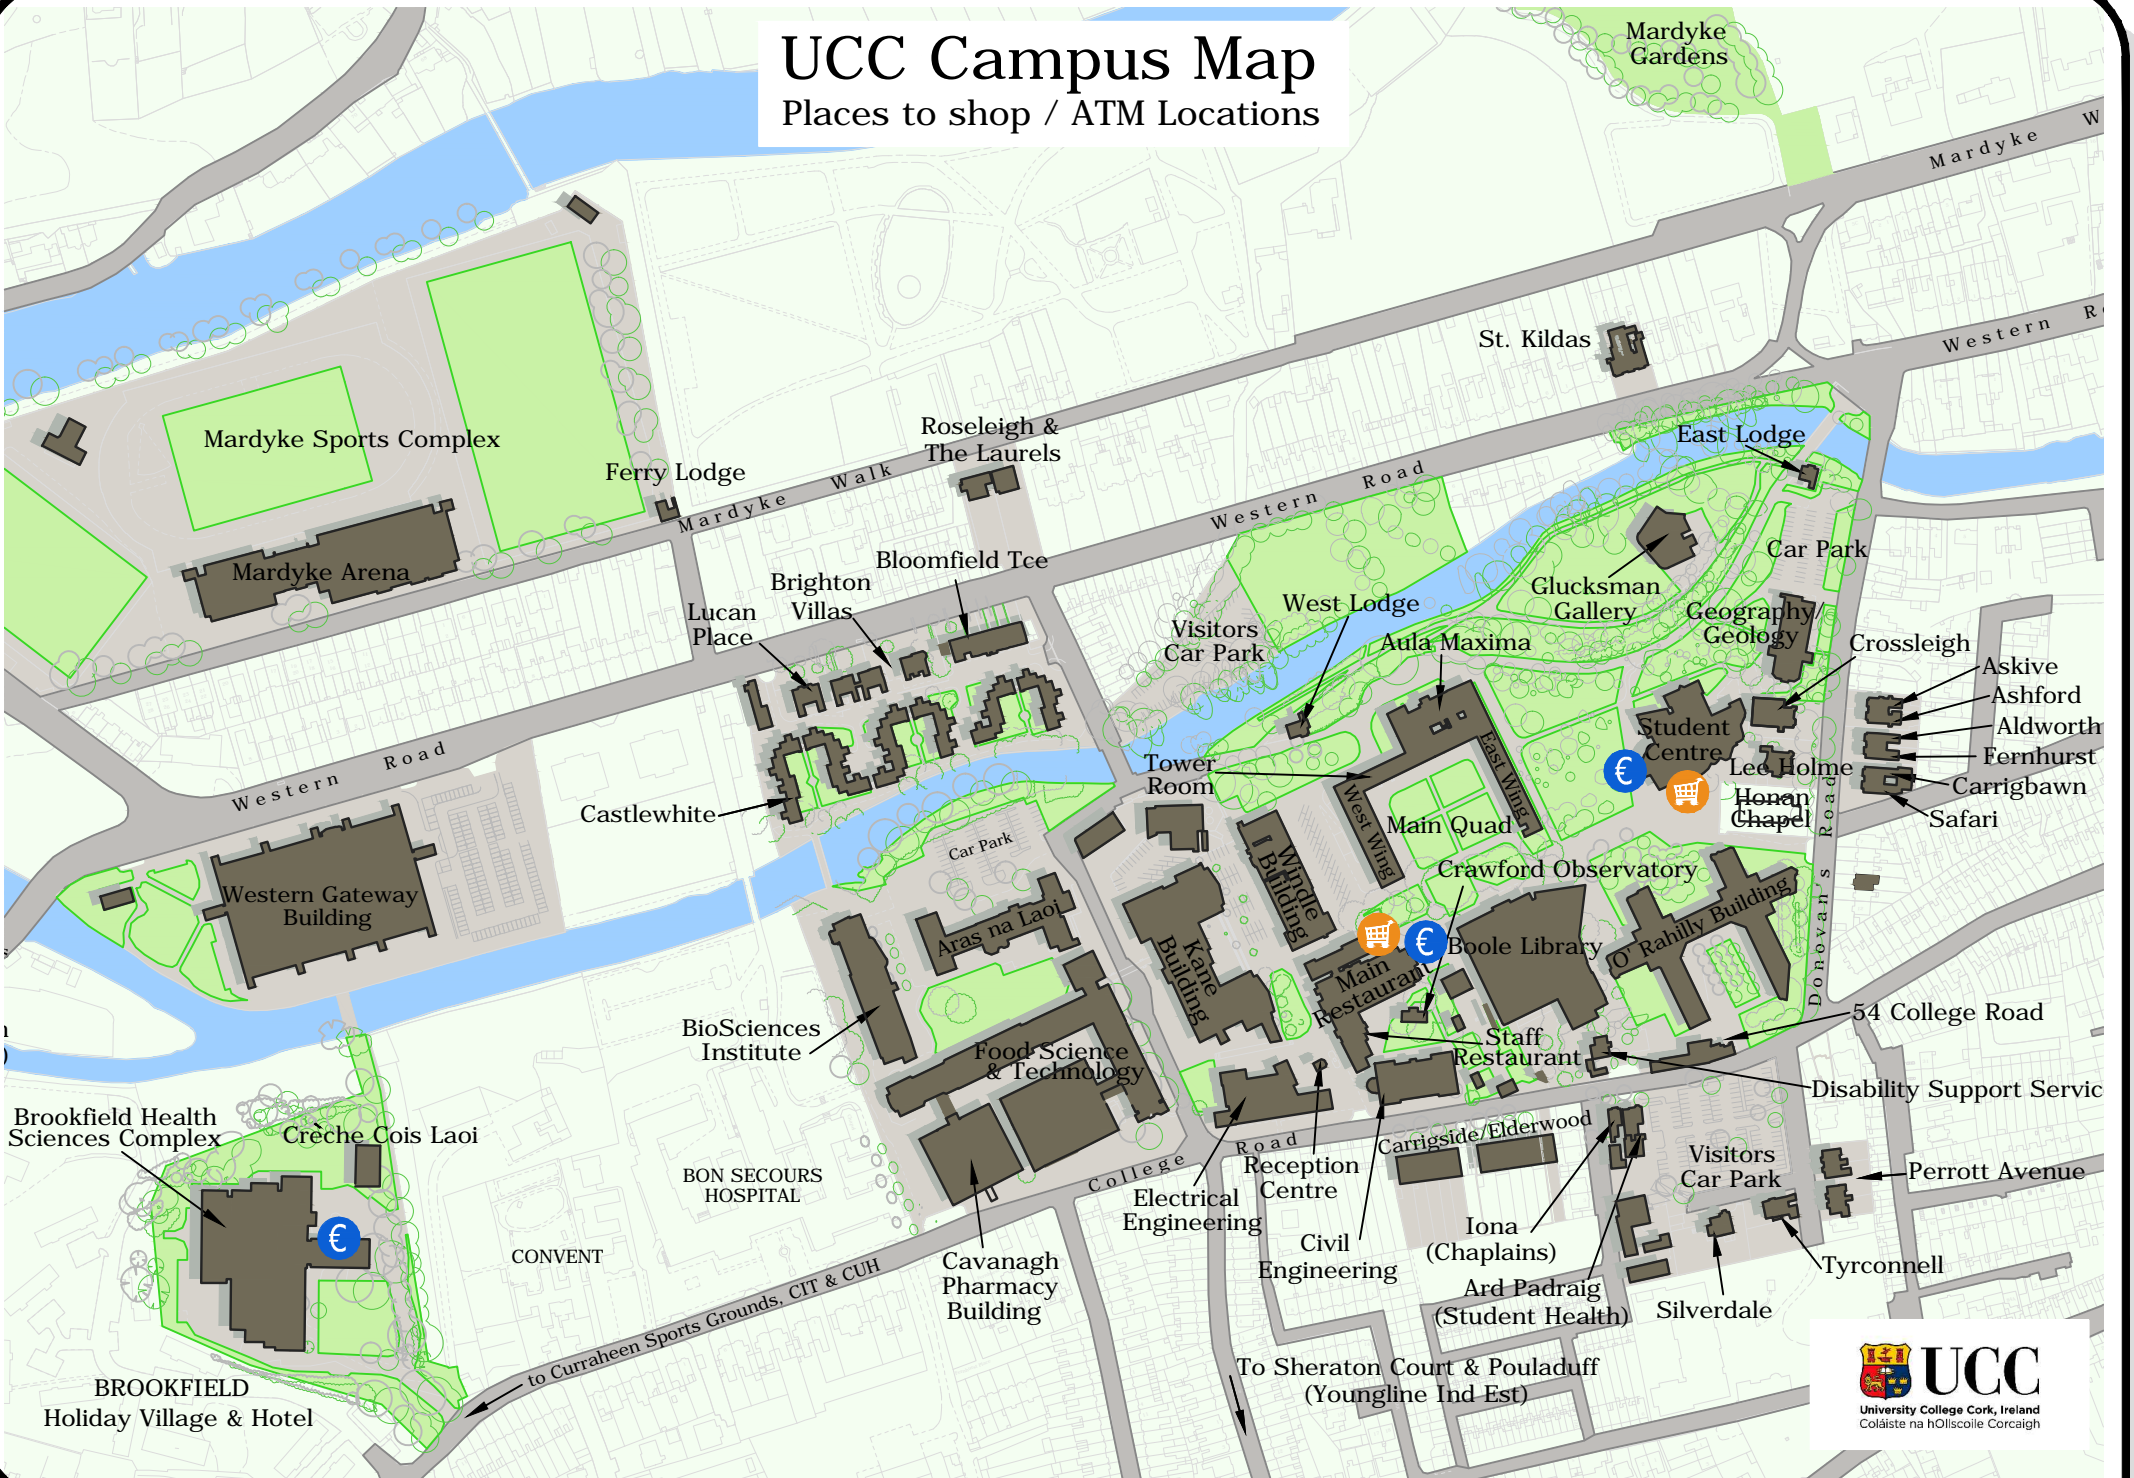 UCC Campus Map
Places to shop / ATM Locations
Mardyke
Gardens
Mardyke W
Western R
St. Kildas
East Lodge
Mardyke Sports Complex
Roseleigh &
The Laurels
Ferry Lodge
Mardyke Walk
Western Road
Mardyke Arena
Bloomfield Tce
Brighton
Villas
Lucan
Place
West Lodge
Visitors
Car Park
Aula Maxima
Glucksman
Gallery
Car Park
Geography/
Geology
Crossleigh
Askive
Ashford
Aldworth
Fernhurst
Carrigbawn
Safari
Student
Centre
Lee Holme
Honan
Chapel
Western Road
Castlewhite
Tower
Room
East Wing
West Wing
Main Quad
Car Park
Windle
Building
Crawford Observatory
Western Gateway
Building
Aras na Laoi
Kane
Building
€
€
Boole Library
O' Rahilly Building
Donovan's Road
Main
Restaurant
54 College Road
BioSciences
Institute
Food Science
& Technology
Staff
Restaurant
Disability Support Servic
Brookfield Health
Sciences Complex
Crèche Cois Laoi
BON SECOURS
HOSPITAL
College Road
Carrigside/Elderwood
Reception
Centre
Electrical
Engineering
Visitors
Car Park
Perrott Avenue
€
CONVENT
Cavanagh
Pharmacy
Building
Civil
Engineering
Iona
(Chaplains)
Ard Padraig
(Student Health)
Silverdale
Tyrconnell
to Curraheen Sports Grounds, CIT & CUH
To Sheraton Court & Pouladuff
(Youngline Ind Est)
BROOKFIELD
Holiday Village & Hotel
UCC
University College Cork, Ireland
Coláiste na hOllscoile Corcaigh